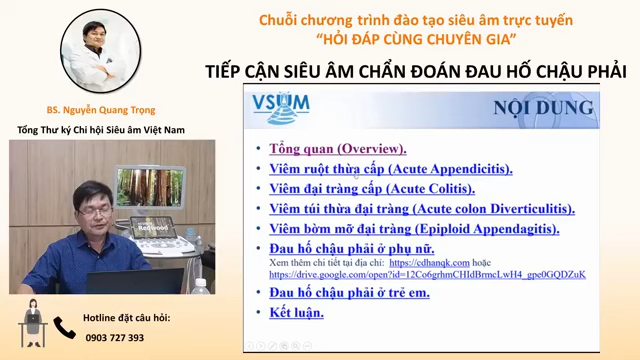 Chuỗi chương trình đào tạo siêu âm trực tuyến
“HỎI ĐÁP CÙNG CHUYÊN GIA”
TIẾP CẬN SIÊU ÂM CHẨN ĐOÁN ĐAU HỐ CHẬU PHẢI
BS. Nguyễn Quang Trọng
Tổng Thư ký Chi hội Siêu âm Việt Nam
VSUM
NỘI DUNG
• Tổng quan (Overview).
• Viêm ruột thừa cấp (Acute Appendicitis).
• Viêm đại tràng cấp (Acute Colitis).
• Viêm túi thừa đại tràng (Acute colon Diverticulitis).
• Viêm bờm mỡ đại tràng (Epiploid Appendagitis).
• Đau hố chậu phải ở phụ nữ.
Xem thêm chi tiết tại địa chỉ: https://cdhanqk.com hoặc
https://drive.google.com/open?id=12Co6grhmCHIdBrmcLwH4_gpe0GQDZuK
• Đau hố chậu phải ở trẻ em.
• Kết luận.
Redwood
Hotline đặt câu hỏi:
0903 727 393